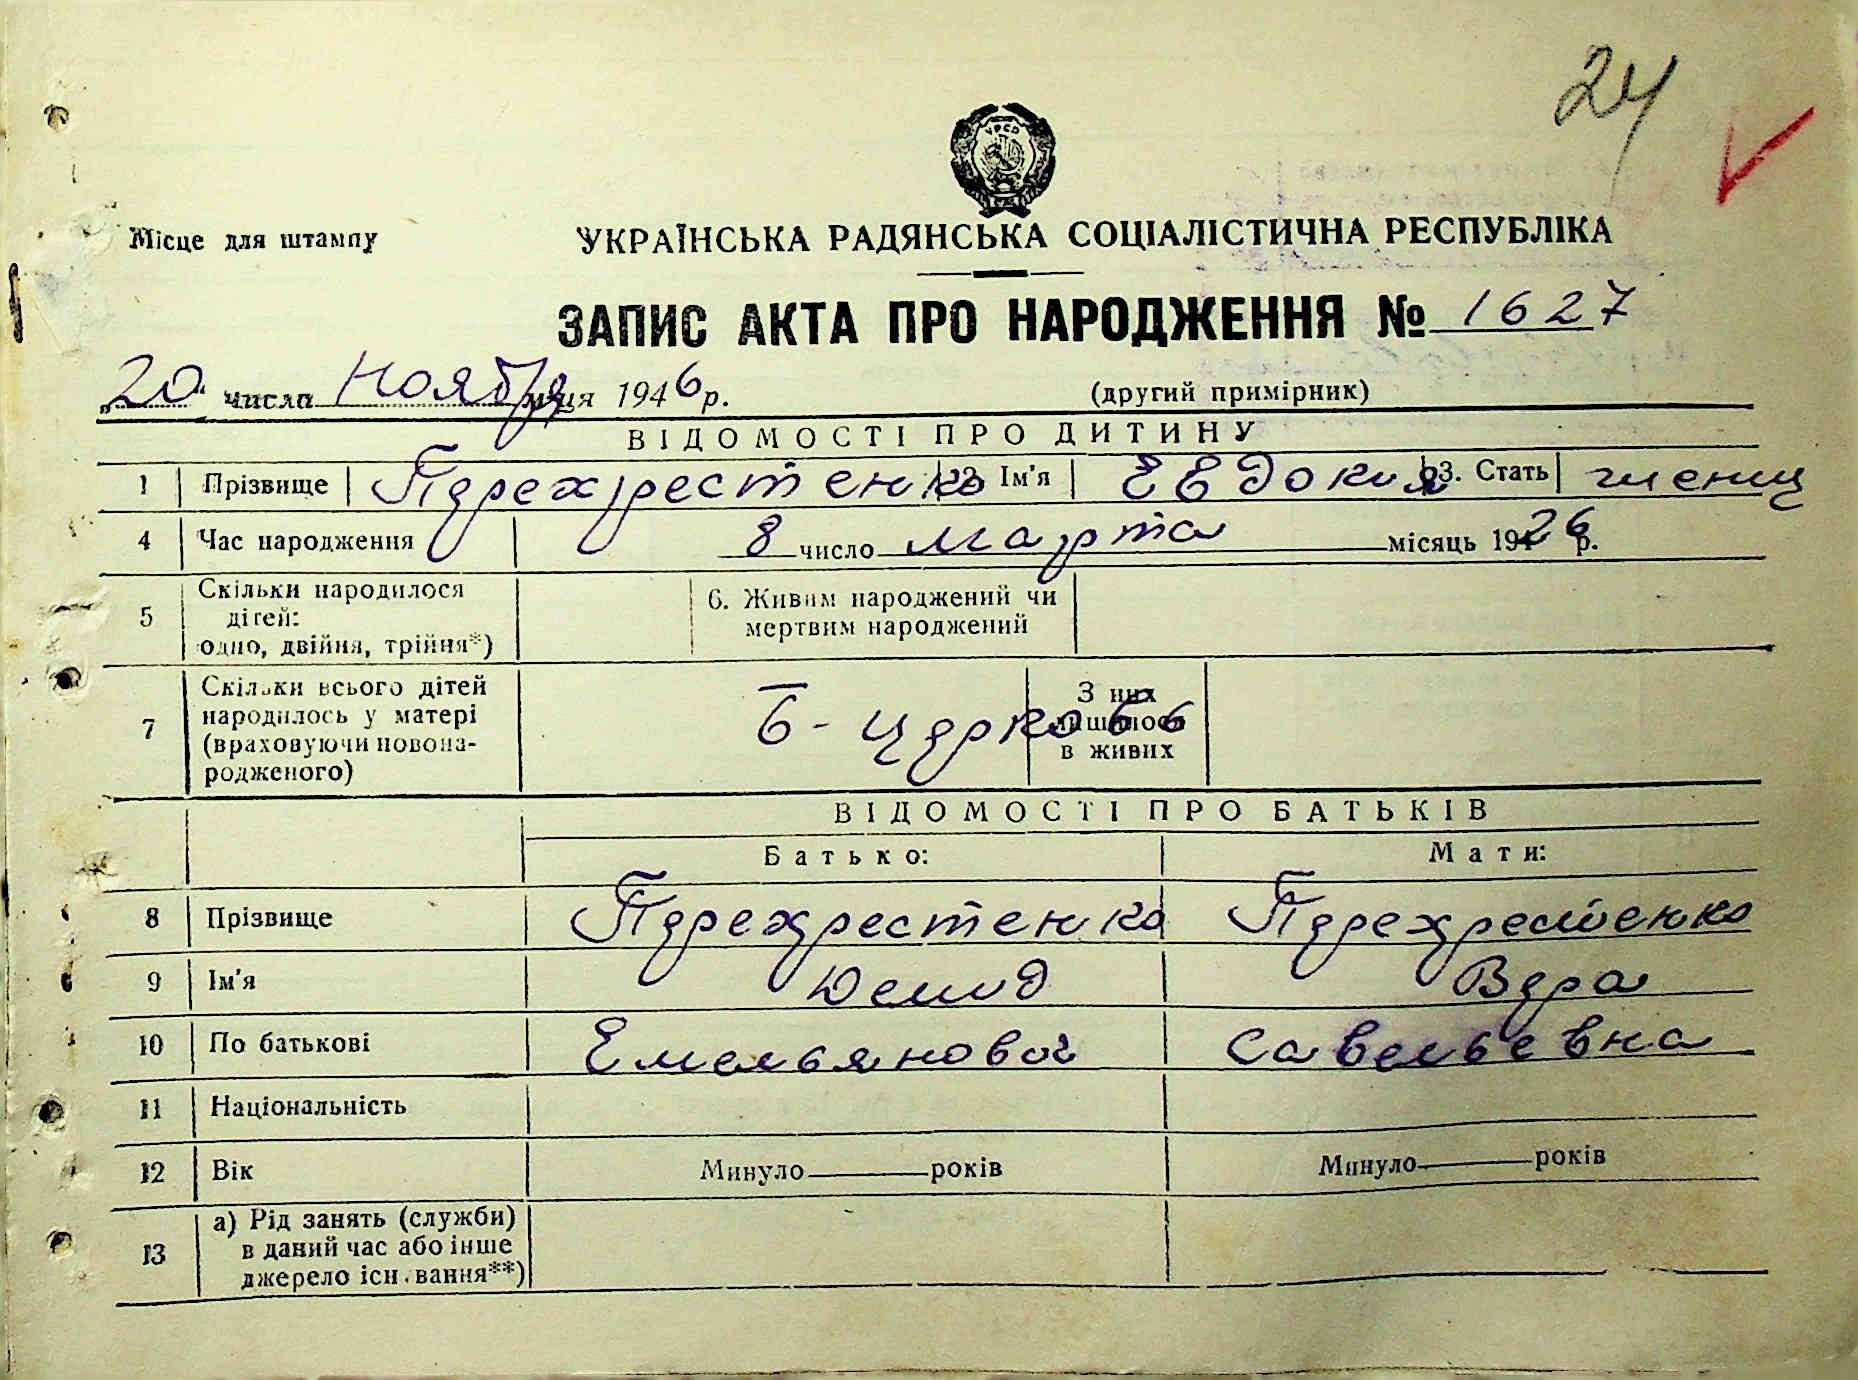 24
УРСР
Місце для штампу
УКРАЇНСЬКА РАДЯНСЬКА СОЦІАЛІСТИЧНА РЕСПУБЛІКА
ЗАПИС АКТА ПРО НАРОДЖЕННЯ № 1627
„20“ числа Ноября м-ця 1946 р. (другий примірник)
ВІДОМОСТІ ПРО ДИТИНУ
1 Прізвище Перехрестенко 2. Ім'я Евдокия 3. Стать женщ
4 Час народження 8 число марта місяць 1926 р.
5 Скільки народилося дітей: одно, двійня, трійня*) 6. Живим народжений чи мертвим народжений
7 Скільки всього дітей народилось у матері (враховуючи новонародженого) Б-Церковь З них лишилось в живих
ВІДОМОСТІ ПРО БАТЬКІВ
Батько: Мати:
8 Прізвище Перехрестенко Перехрестенко
9 Ім'я Демид Вера
10 По батькові Емельянович Савельевна
11 Національність
12 Вік Минуло років Минуло років
13 а) Рід занять (служби) в даний час або інше джерело існування**)